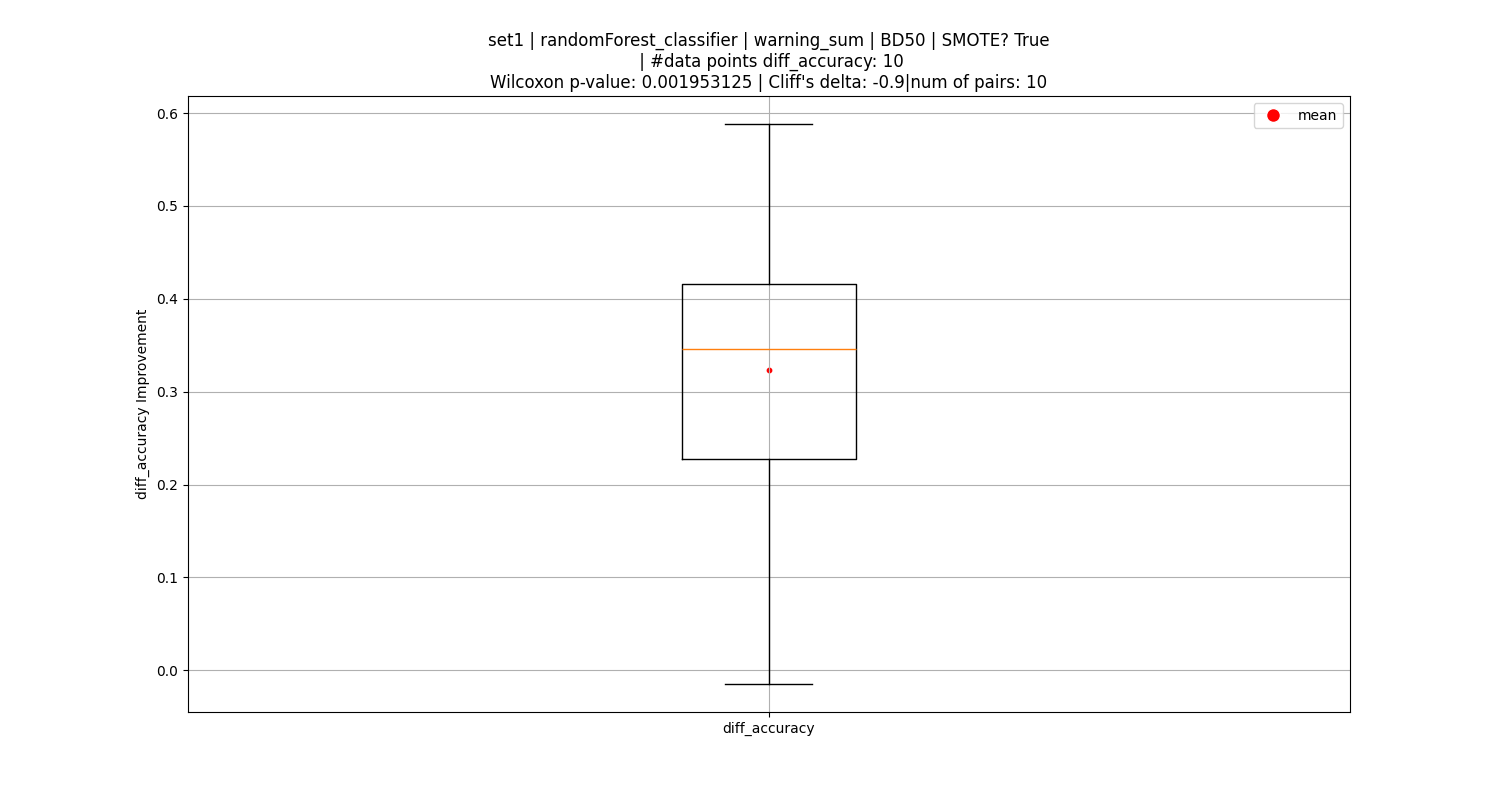 set1 | randomForest_classifier | warning_sum | BD50 | SMOTE? True
| #data points diff_accuracy: 10
Wilcoxon p-value: 0.001953125 | Cliff's delta: -0.9|num of pairs: 10
mean
0.6
0.5
0.4
0.3
0.2
0.1
0.0
diff_accuracy Improvement
diff_accuracy